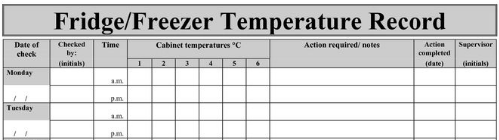 Fridge/Freezer Temperature Record
Date of check Checked by: (initials) Time Cabinet temperatures °C Action required/ notes Action completed (date) Supervisor (initials)
1 2 3 4 5 6
Monday
a.m.
/ / p.m.
Tuesday
a.m.
/ / p.m.